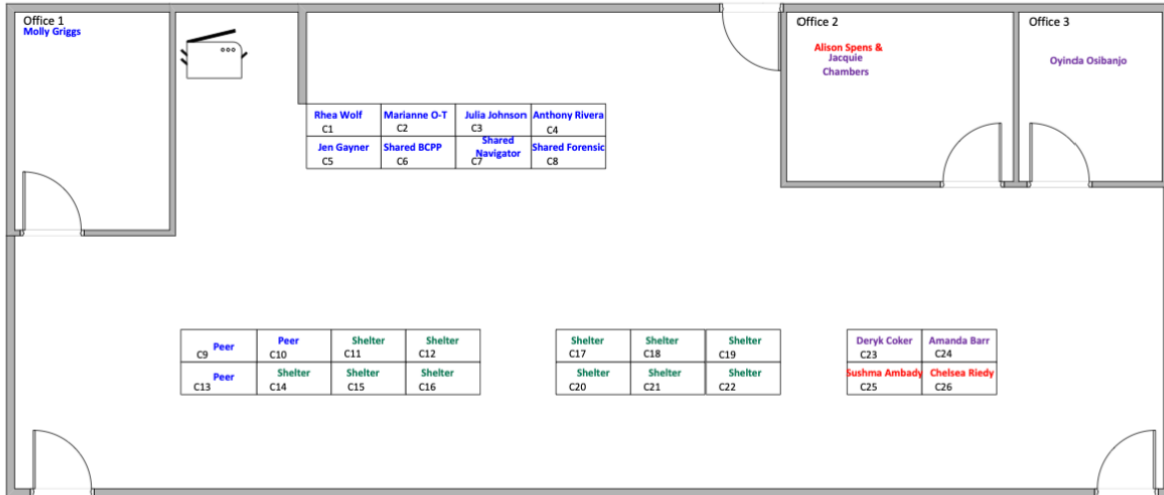 Office 1
Molly Griggs
Office 2
Alison Spens &
Jacquie
Chambers
Office 3
Oyinda Osibanjo
Rhea Wolf
C1
Marianne O-T
C2
Julia Johnson
C3
Anthony Rivera
C4
Jen Gayner
C5
Shared BCPP
C6
Shared
Navigator
C7
Shared Forensic
C8
Peer
C9
Peer
C10
Shelter
C11
Shelter
C12
Peer
C13
Shelter
C14
Shelter
C15
Shelter
C16
Shelter
C17
Shelter
C18
Shelter
C19
Shelter
C20
Shelter
C21
Shelter
C22
Deryk Coker
C23
Amanda Barr
C24
Sushma Ambady
C25
Chelsea Riedy
C26